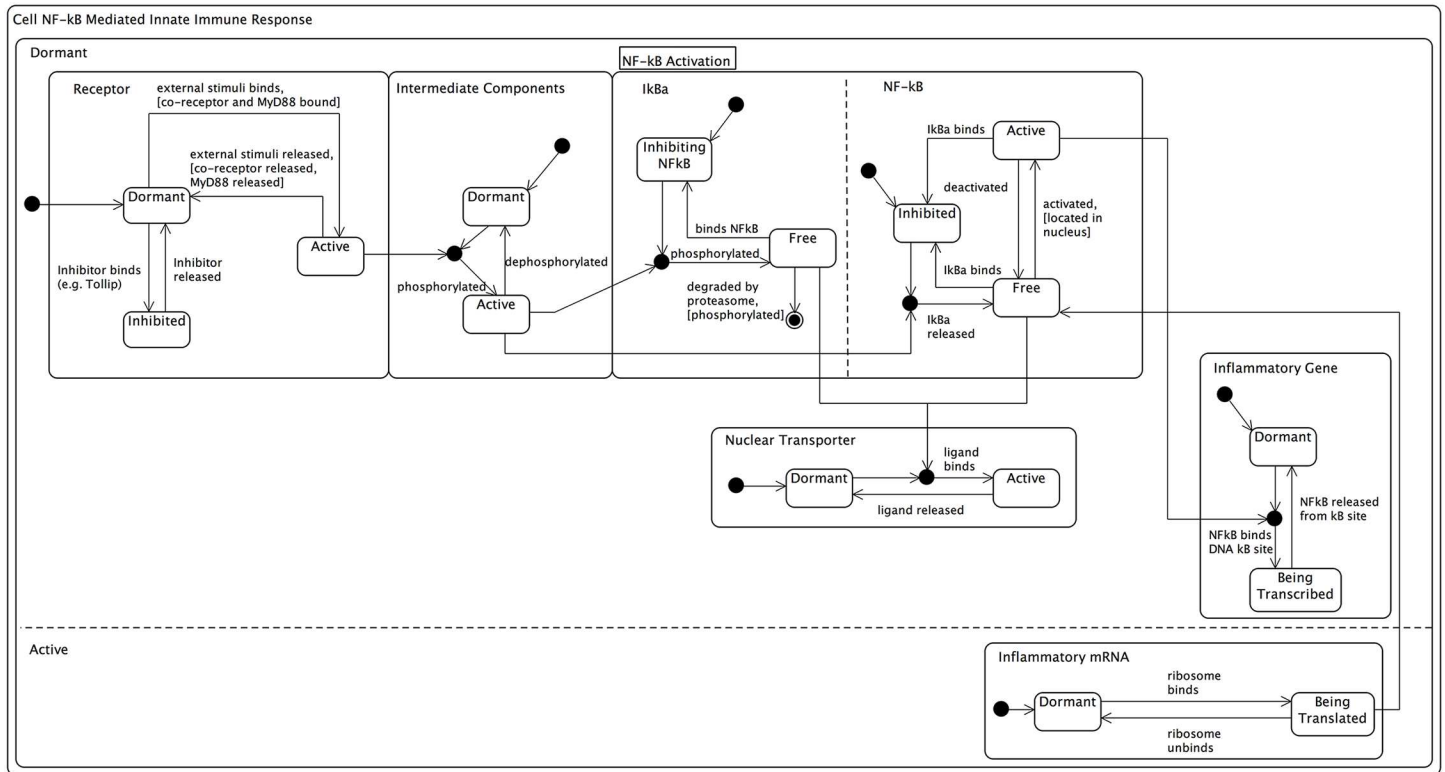 Cell NF-kB Mediated Innate Immune Response
Dormant
NF-kB Activation
Receptor
external stimuli binds,
[co-receptor and MyD88 bound]
external stimuli released,
[co-receptor released,
MyD88 released]
Dormant
Active
Inhibitor binds
(e.g. Tollip)
Inhibitor
released
Inhibited
Intermediate Components
Dormant
dephosphorylated
phosphorylated
Active
IkBa
Inhibiting
NFkB
binds NFkB
Free
phosphorylated
degraded by
proteasome,
[phosphorylated]
NF-kB
IkBa binds
Active
deactivated
activated,
[located in
nucleus]
Inhibited
IkBa binds
Free
IkBa
released
Nuclear Transporter
Dormant
ligand
binds
Active
ligand released
Inflammatory Gene
Dormant
NFkB released
from kB site
NFkB binds
DNA kB site
Being
Transcribed
Active
Inflammatory mRNA
Dormant
ribosome
binds
Being
Translated
ribosome
unbinds